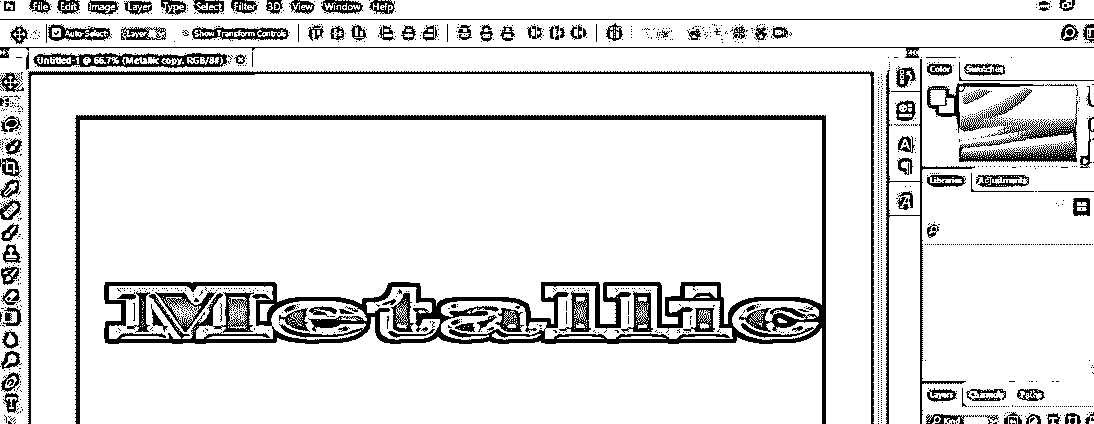 File Edit Image Layer Type Select Filter 3D View Window Help
Auto-Select: Layer Show Transform Controls
Untitled-1 @ 66.7% (Metallic copy, RGB/8#)
Color Swatches
Libraries Adjustments
Metallic
Layers Channels Paths
Kind